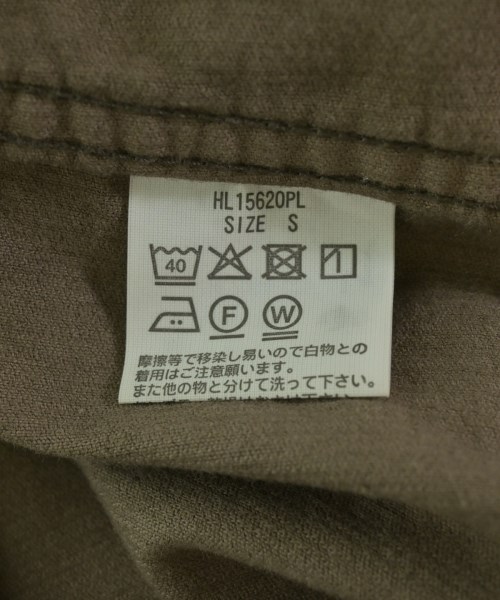 HL15620PL
SIZE S
40
F W
摩擦等で移染し易いので白物との
着用はご注意願います。
また他の物と分けて洗って下さい。